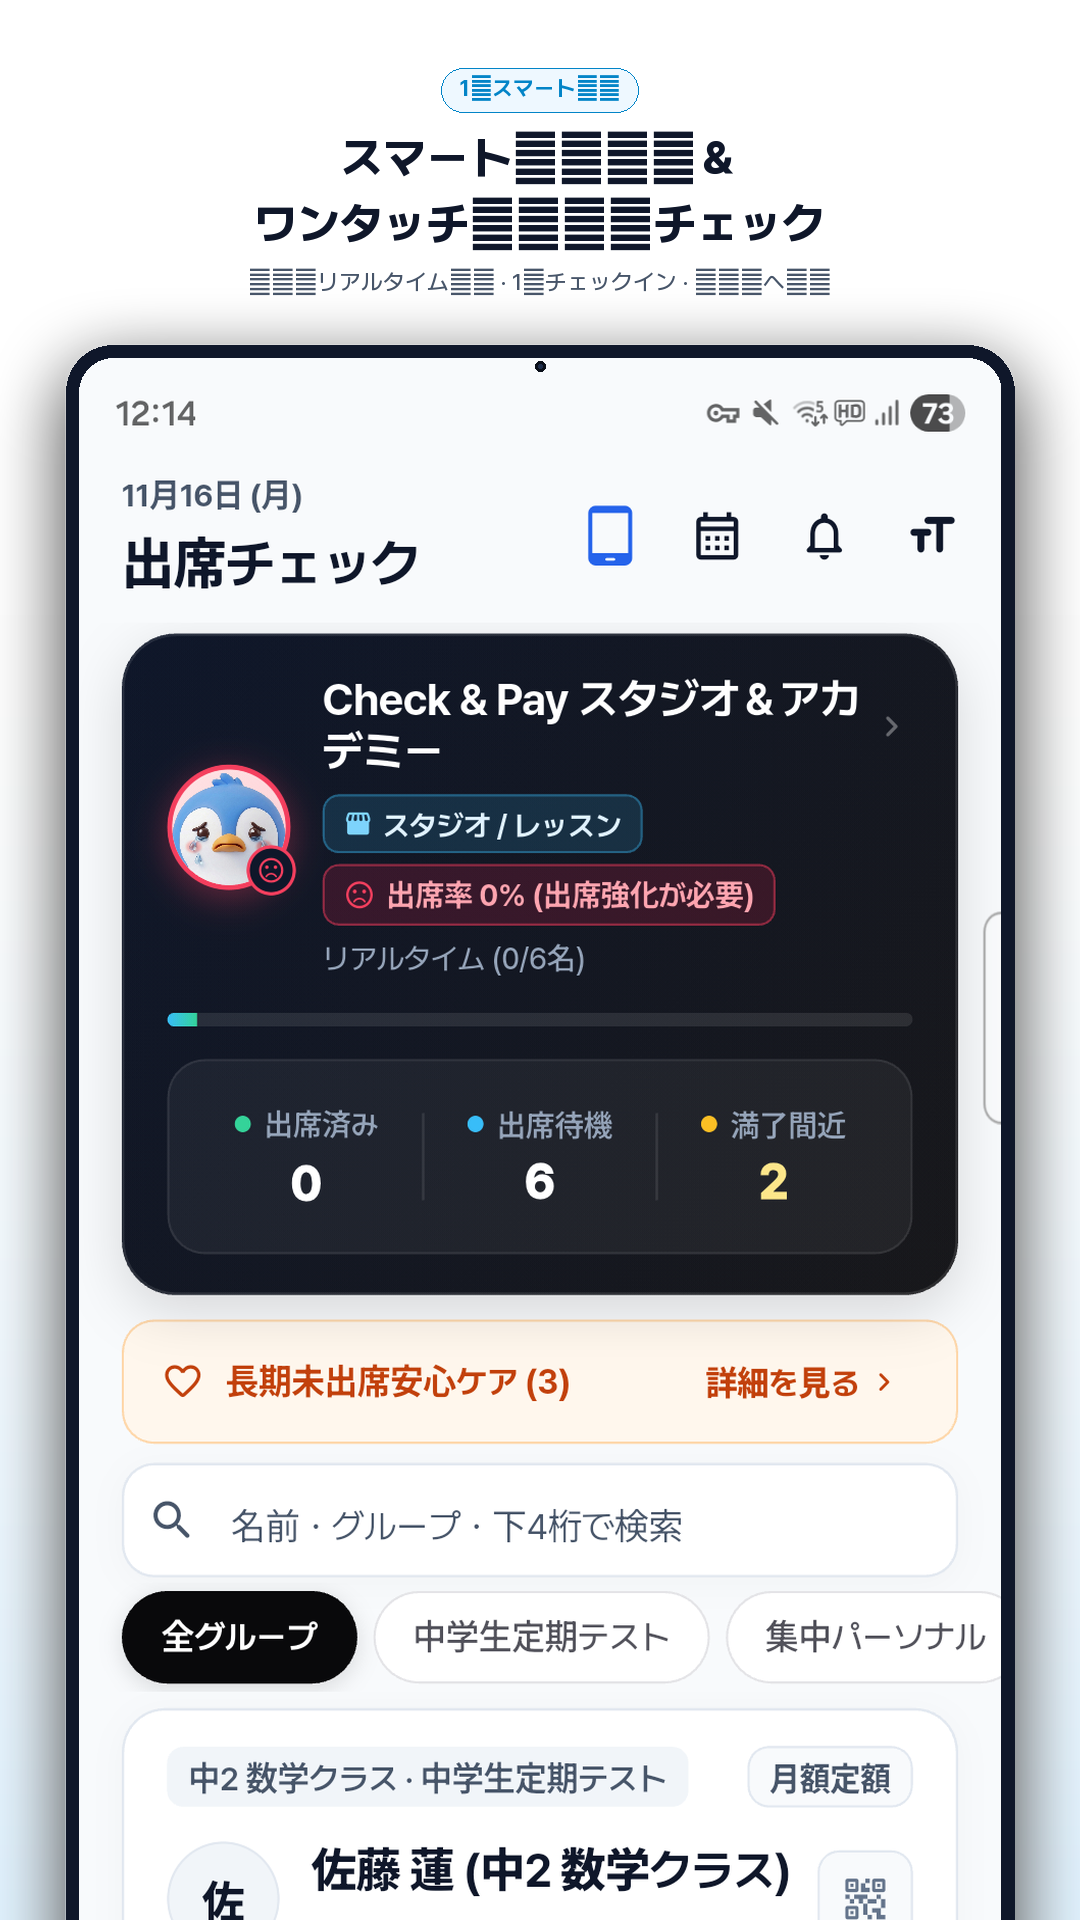 1スマート
スマート &
ワンタッチ チェック
リアルタイム · 1 チェックイン · へ
12:14
HD
73
11月16日 (月)
出席チェック
Check & Pay スタジオ & アカ
デミー
スタジオ / レッスン
出席率 0% (出席強化が必要)
リアルタイム (0/6名)
出席済み
出席待機
満了間近
0
6
2
長期未出席安心ケア (3)
詳細を見る
名前・グループ・下4桁で検索
全グループ
中学生定期テスト
集中パーソナル
中2 数学クラス · 中学生定期テスト
月額定額
佐藤 蓮 (中2 数学クラス)
佐